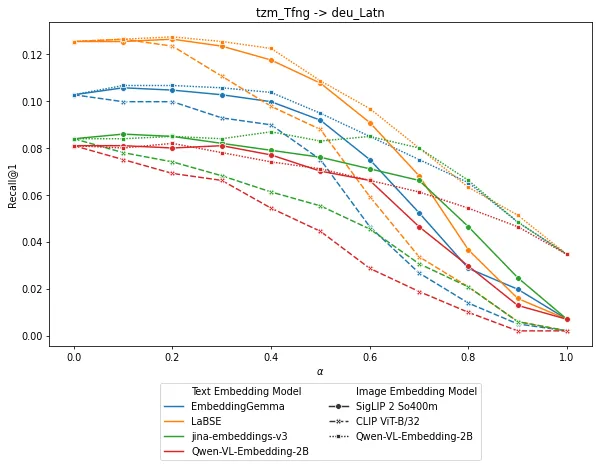 tzm_Tfng -> deu_Latn
Recall@1
0.12
0.10
0.08
0.06
0.04
0.02
0.00
0.0 0.2 0.4 0.6 0.8 1.0
α
Text Embedding Model
EmbeddingGemma
LaBSE
jina-embeddings-v3
Qwen-VL-Embedding-2B
Image Embedding Model
SigLIP 2 So400m
CLIP ViT-B/32
Qwen-VL-Embedding-2B